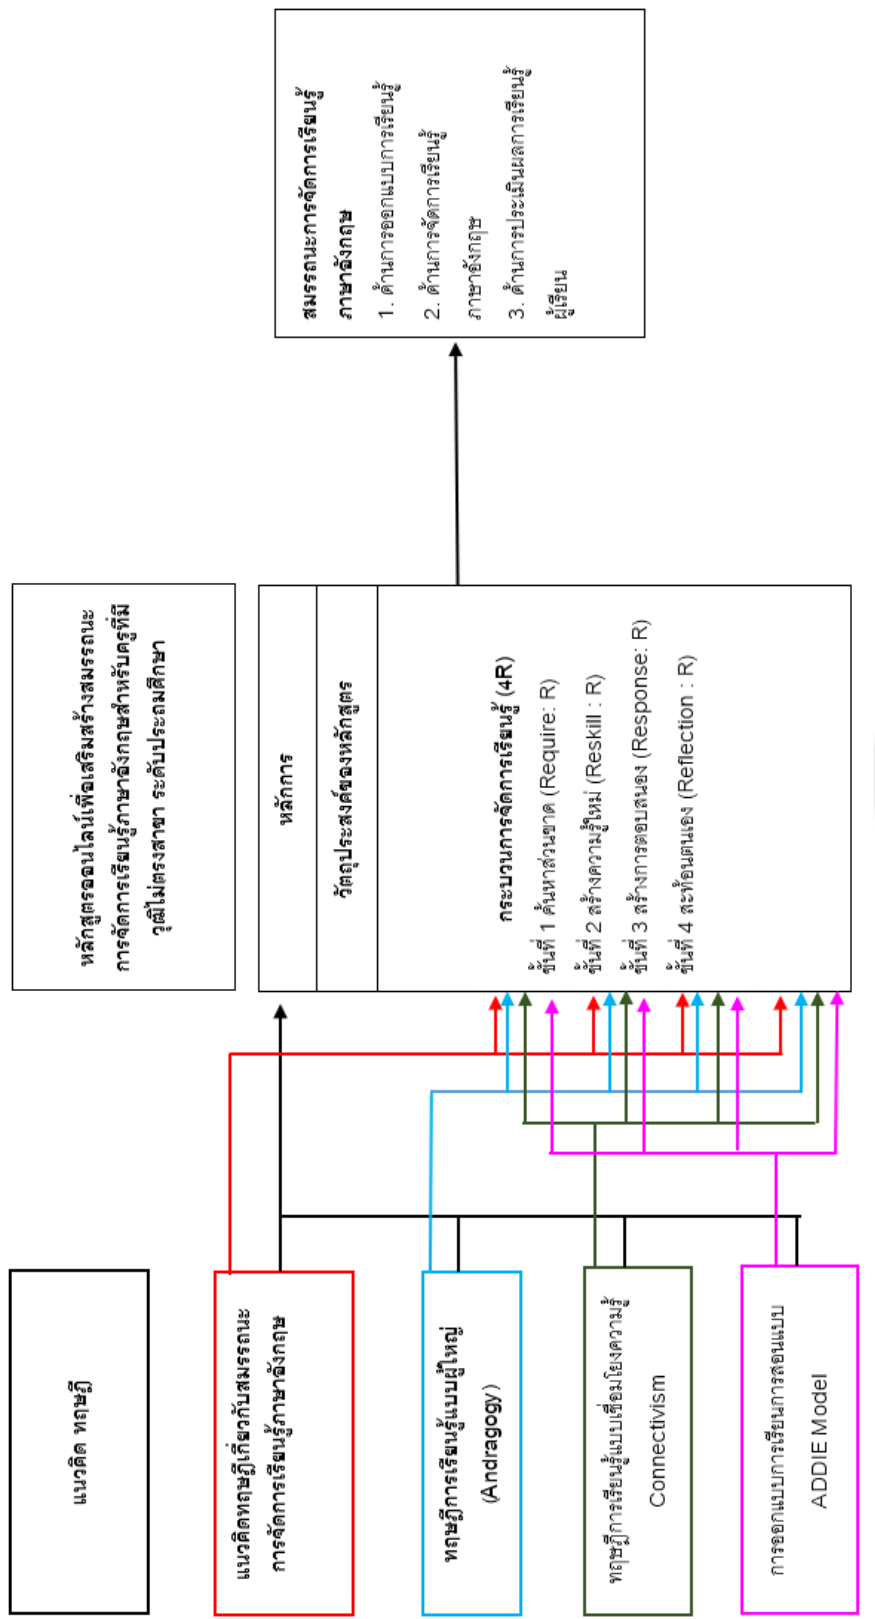 แนวคิด ทฤษฎี
แนวคิดทฤษฎีเกี่ยวกับสมรรถนะ
การจัดการเรียนรู้ภาษาอังกฤษ
ทฤษฎีการเรียนรู้แบบผู้ใหญ่
(Andragogy)
ทฤษฎีการเรียนรู้แบบเชื่อมโยงความรู้
Connectivism
การออกแบบการเรียนการสอนแบบ
ADDIE Model
หลักสูตรออนไลน์เพื่อเสริมสร้างสมรรถนะ
การจัดการเรียนรู้ภาษาอังกฤษสำหรับครูที่มี
วุฒิไม่ตรงสาขา ระดับประถมศึกษา
หลักการ
วัตถุประสงค์ของหลักสูตร
กระบวนการจัดการเรียนรู้ (4R)
ขั้นที่ 1 ค้นหาส่วนขาด (Require: R)
ขั้นที่ 2 สร้างความรู้ใหม่ (Reskill : R)
ขั้นที่ 3 สร้างการตอบสนอง (Response: R)
ขั้นที่ 4 สะท้อนตนเอง (Reflection : R)
สมรรถนะการจัดการเรียนรู้
ภาษาอังกฤษ
1. ด้านการออกแบบการเรียนรู้
2. ด้านการจัดการเรียนรู้
ภาษาอังกฤษ
3. ด้านการประเมินผลการเรียนรู้
ผู้เรียน